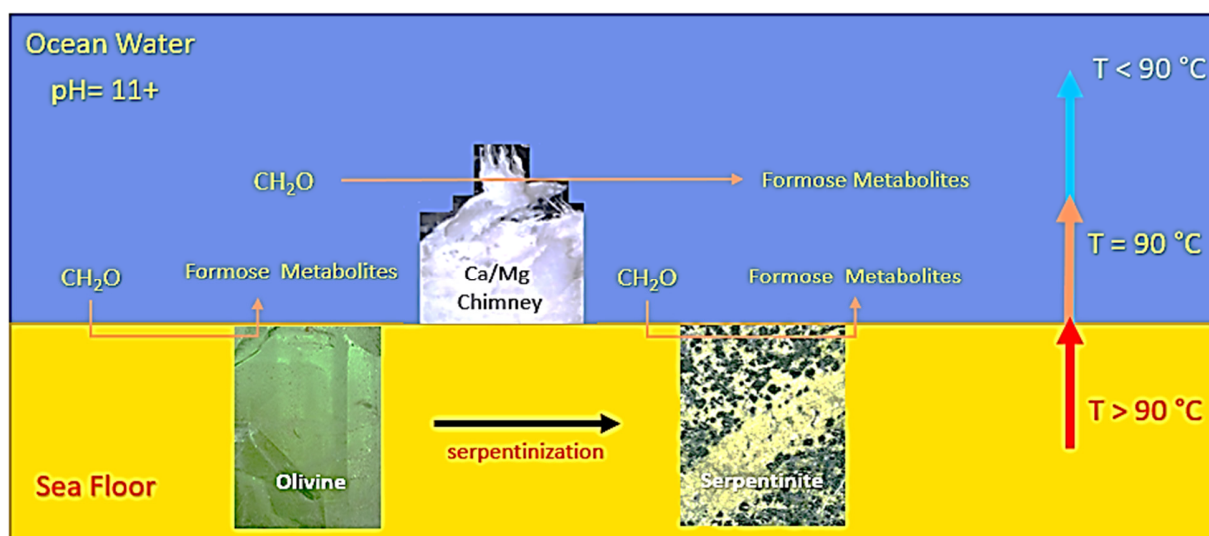 Ocean Water
pH= 11+
T < 90 °C
CH₂O
Formose Metabolites
T = 90 °C
CH₂O
Formose Metabolites
Ca/Mg
Chimney
CH₂O
Formose Metabolites
T > 90 °C
serpentinization
Sea Floor
Olivine
Serpentinite